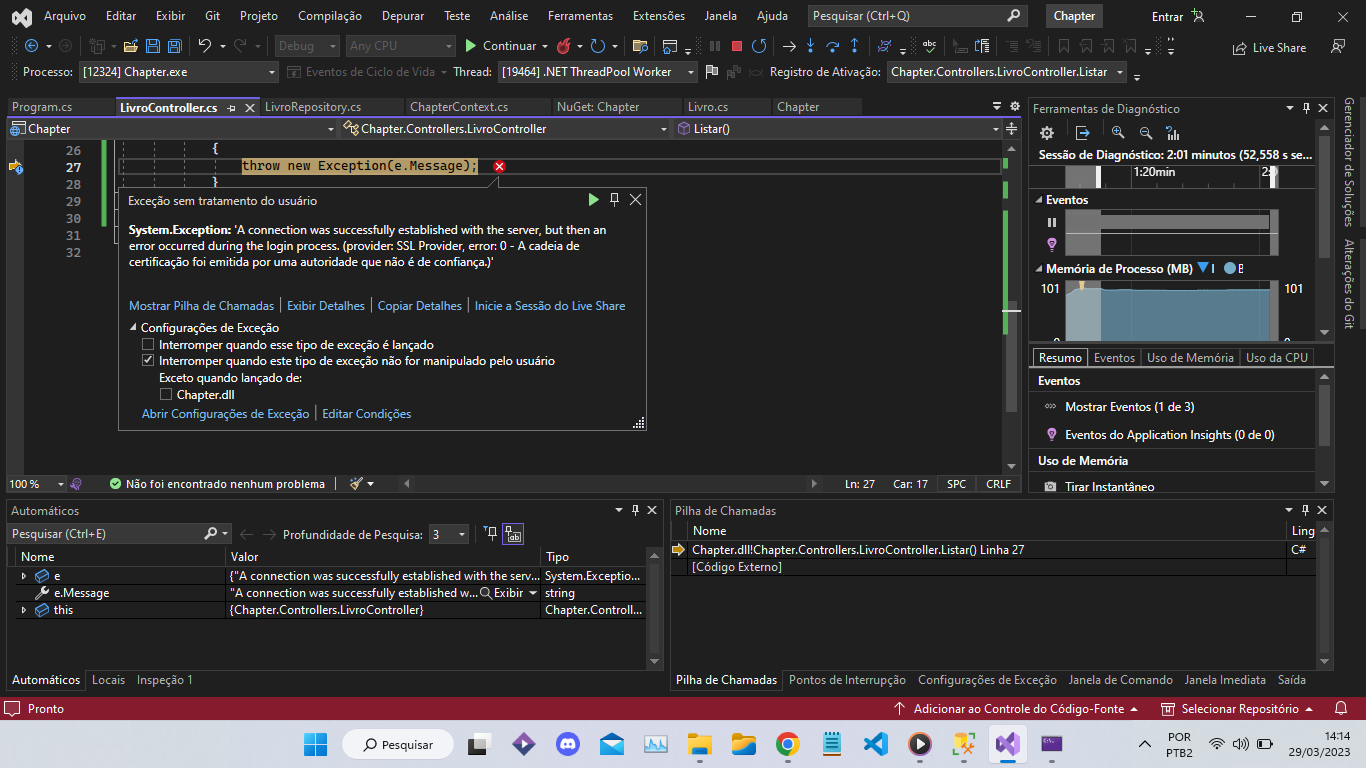 Arquivo Editar Exibir Git Projeto Compilação Depurar Teste Análise Ferramentas Extensões Janela Ajuda Pesquisar (Ctrl+Q) Chapter Entrar
Debug Any CPU Continuar Live Share
Processo: [12324] Chapter.exe Eventos de Ciclo de Vida Thread: [19464] .NET ThreadPool Worker Registro de Ativação: Chapter.Controllers.LivroController.Listar
Program.cs LivroController.cs LivroRepository.cs ChapterContext.cs NuGet: Chapter Livro.cs Chapter
Chapter Chapter.Controllers.LivroController Listar()
26 {
27 throw new Exception(e.Message);
28 }
29
30
31
32
Exceção sem tratamento do usuário
System.Exception: 'A connection was successfully established with the server, but then an
error occurred during the login process. (provider: SSL Provider, error: 0 - A cadeia de
certificação foi emitida por uma autoridade que não é de confiança.)'
Mostrar Pilha de Chamadas Exibir Detalhes Copiar Detalhes Inicie a Sessão do Live Share
Configurações de Exceção
Interromper quando esse tipo de exceção é lançado
Interromper quando este tipo de exceção não for manipulado pelo usuário
Exceto quando lançado de:
Chapter.dll
Abrir Configurações de Exceção Editar Condições
100 % Não foi encontrado nenhum problema Ln: 27 Car: 17 SPC CRLF
Ferramentas de Diagnóstico
Sessão de Diagnóstico: 2:01 minutos (52,558 s se...
1:20min 2:0
Eventos
Memória de Processo (MB) I B
101 101
0 0
Resumo Eventos Uso de Memória Uso da CPU
Eventos
Mostrar Eventos (1 de 3)
Eventos do Application Insights (0 de 0)
Uso de Memória
Tirar Instantâneo
Gerenciador de Soluções
Alterações do Git
Automáticos
Pesquisar (Ctrl+E) Profundidade de Pesquisa: 3
Nome Valor Tipo
e {"A connection was successfully established with the serv... System.Exceptio...
e.Message "A connection was successfully established w... Exibir string
this {Chapter.Controllers.LivroController} Chapter.Controll...
Automáticos Locais Inspeção 1
Pilha de Chamadas
Nome Ling
Chapter.dll!Chapter.Controllers.LivroController.Listar() Linha 27 C#
[Código Externo]
Pilha de Chamadas Pontos de Interrupção Configurações de Exceção Janela de Comando Janela Imediata Saída
Pronto Adicionar ao Controle do Código-Fonte Selecionar Repositório
Pesquisar POR 14:14
PTB2 29/03/2023